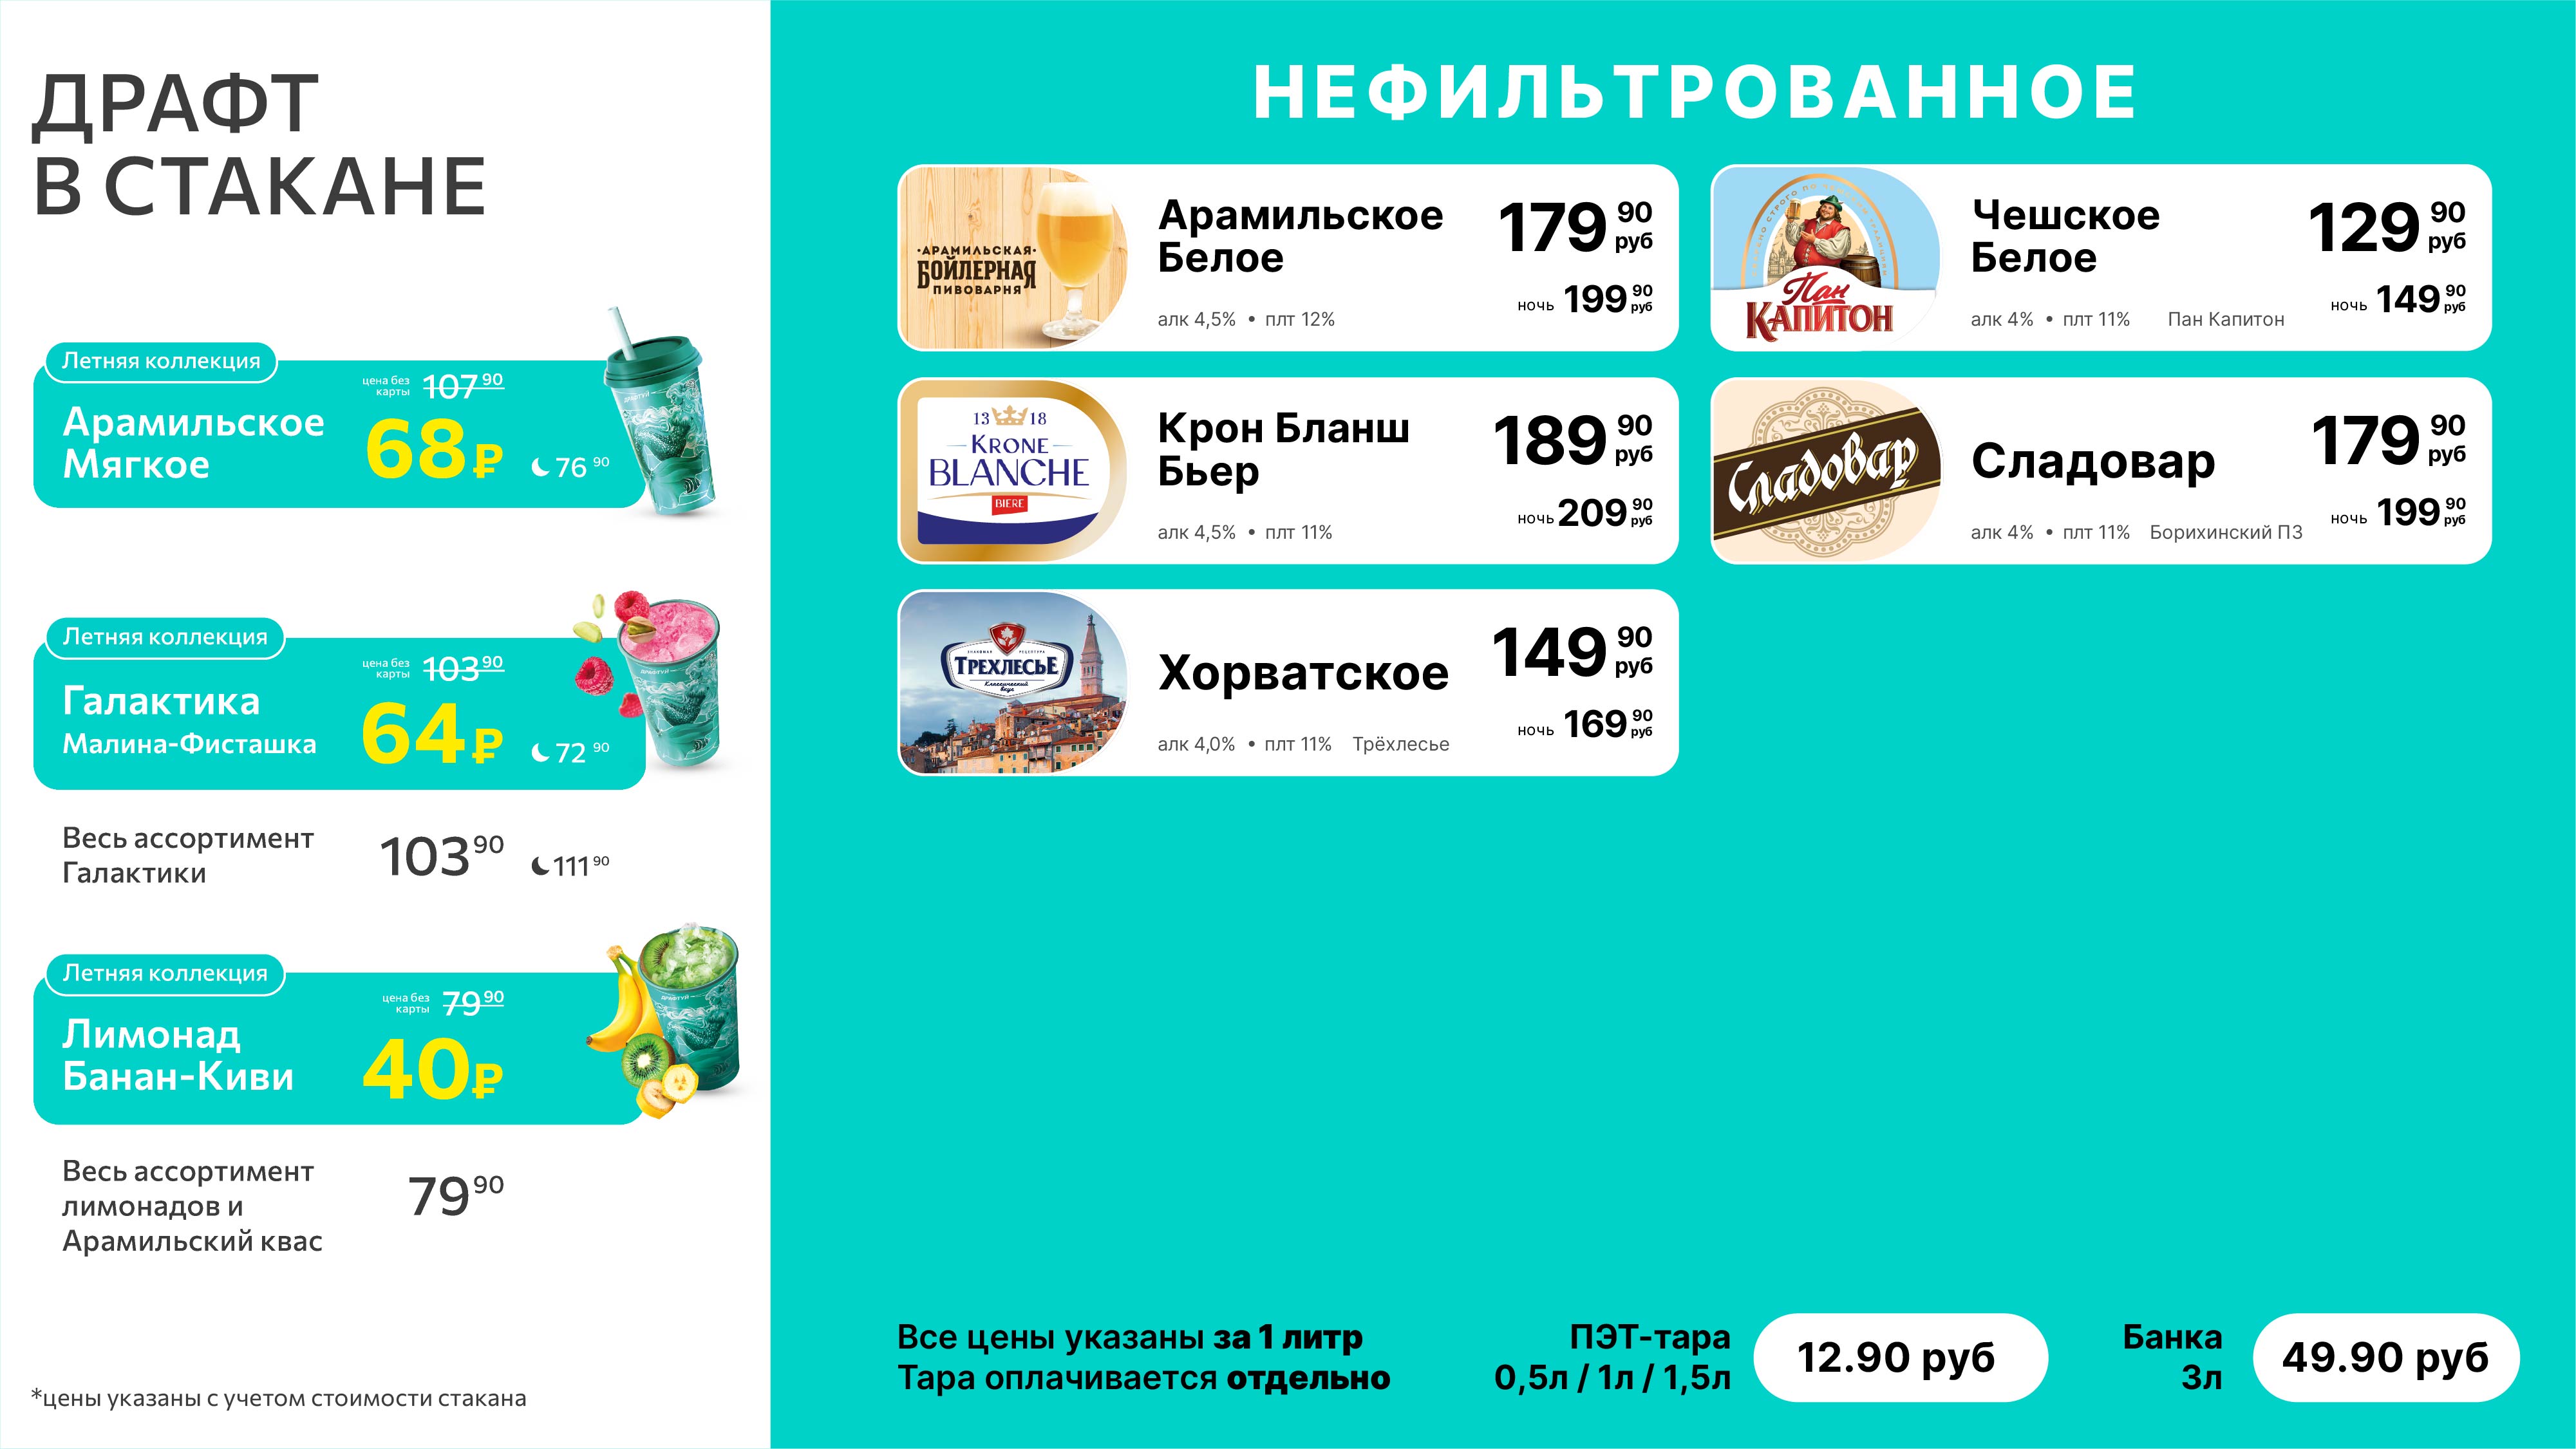 ДРАФТ
В СТАКАНЕ
Летняя коллекция
Арамильское
Мягкое
цена без
карты
107 90
68₽
76 90
Летняя коллекция
Галактика
Малина-Фисташка
цена без
карты
103 90
64₽
72 90
Весь ассортимент
Галактики
103 90
111 90
Летняя коллекция
Лимонад
Банан-Киви
цена без
карты
79 90
40₽
Весь ассортимент
лимонадов и
Арамильский квас
79 90
*цены указаны с учетом стоимости стакана
НЕФИЛЬТРОВАННОЕ
·АРАМИЛЬСКАЯ·
БОЙЛЕРНАЯ
ПИВОВАРНЯ
Арамильское
Белое
алк 4,5% • плт 12%
179 90 руб
ночь 199 90 руб
Пан
КАПИТОН
Чешское
Белое
алк 4% • плт 11% Пан Капитон
129 90 руб
ночь 149 90 руб
13 18
KRONE
BLANCHE
BIERE
Крон Бланш
Бьер
алк 4,5% • плт 11%
189 90 руб
ночь 209 90 руб
Сладовар
Сладовар
алк 4% • плт 11% Борихинский ПЗ
179 90 руб
ночь 199 90 руб
ТРЕХЛЕСЬЕ
Классический
вкус
Хорватское
алк 4,0% • плт 11% Трёхлесье
149 90 руб
ночь 169 90 руб
Все цены указаны за 1 литр
Тара оплачивается отдельно
ПЭТ-тара
0,5л / 1л / 1,5л
12.90 руб
Банка
3л
49.90 руб